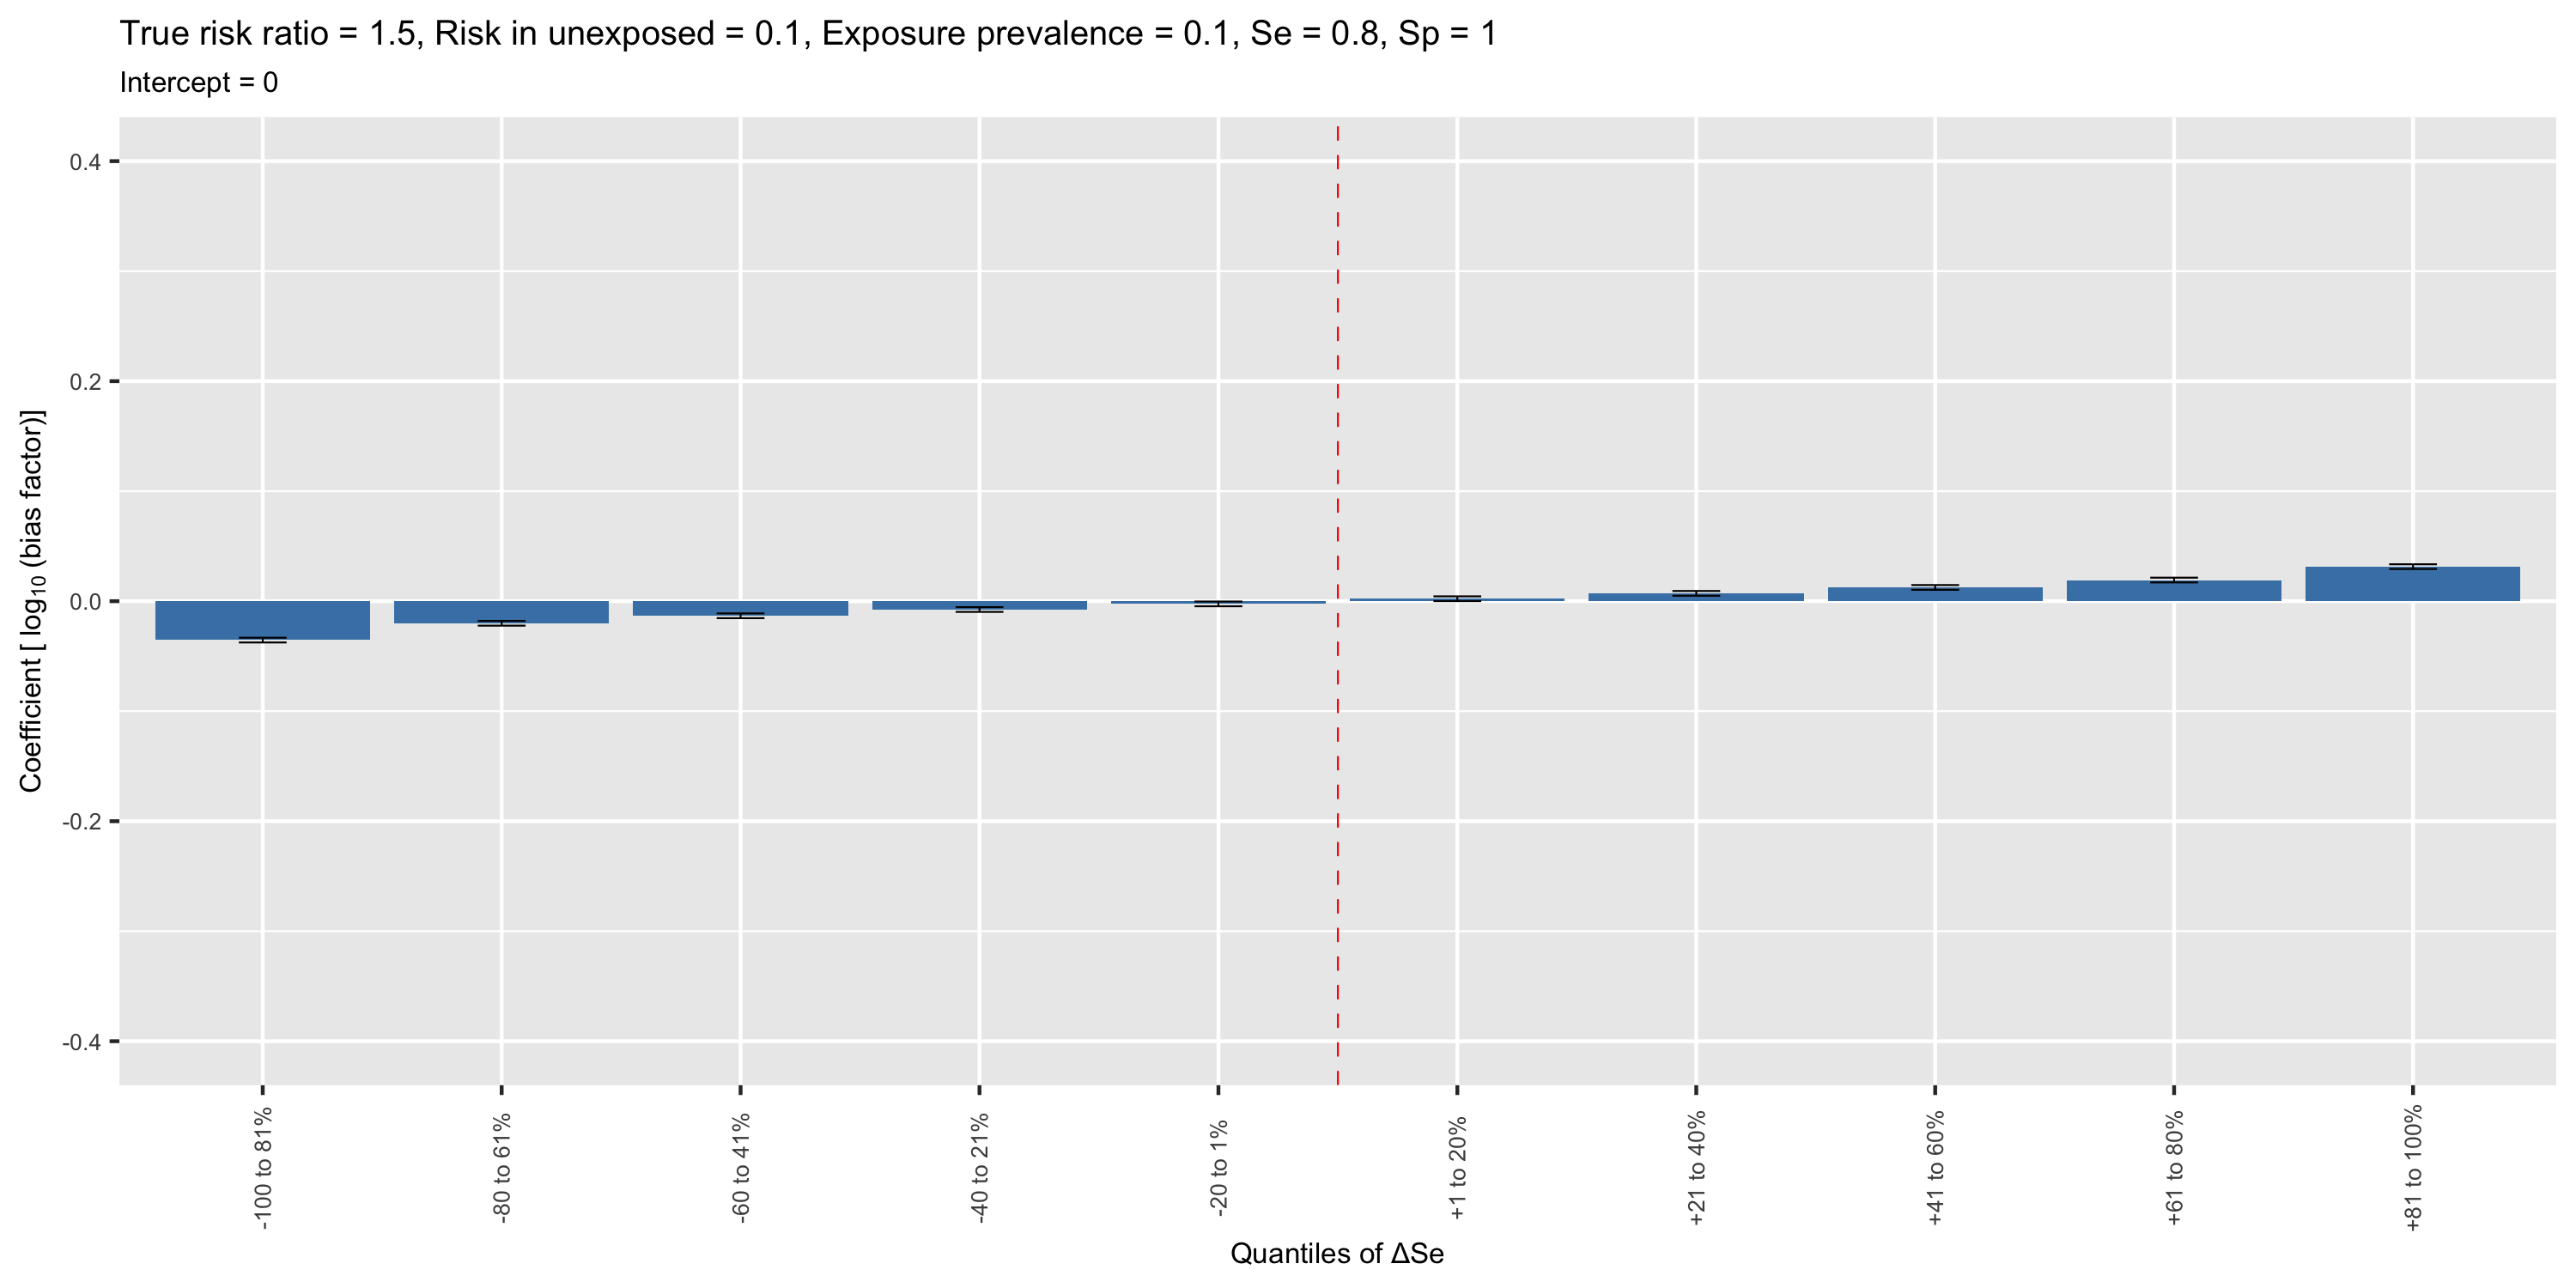 True risk ratio = 1.5, Risk in unexposed = 0.1, Exposure prevalence = 0.1, Se = 0.8, Sp = 1
Intercept = 0
Coefficient [ log₁₀ (bias factor)]
0.4
0.2
0.0
-0.2
-0.4
-100 to 81%
-80 to 61%
-60 to 41%
-40 to 21%
-20 to 1%
+1 to 20%
+21 to 40%
+41 to 60%
+61 to 80%
+81 to 100%
Quantiles of ΔSe